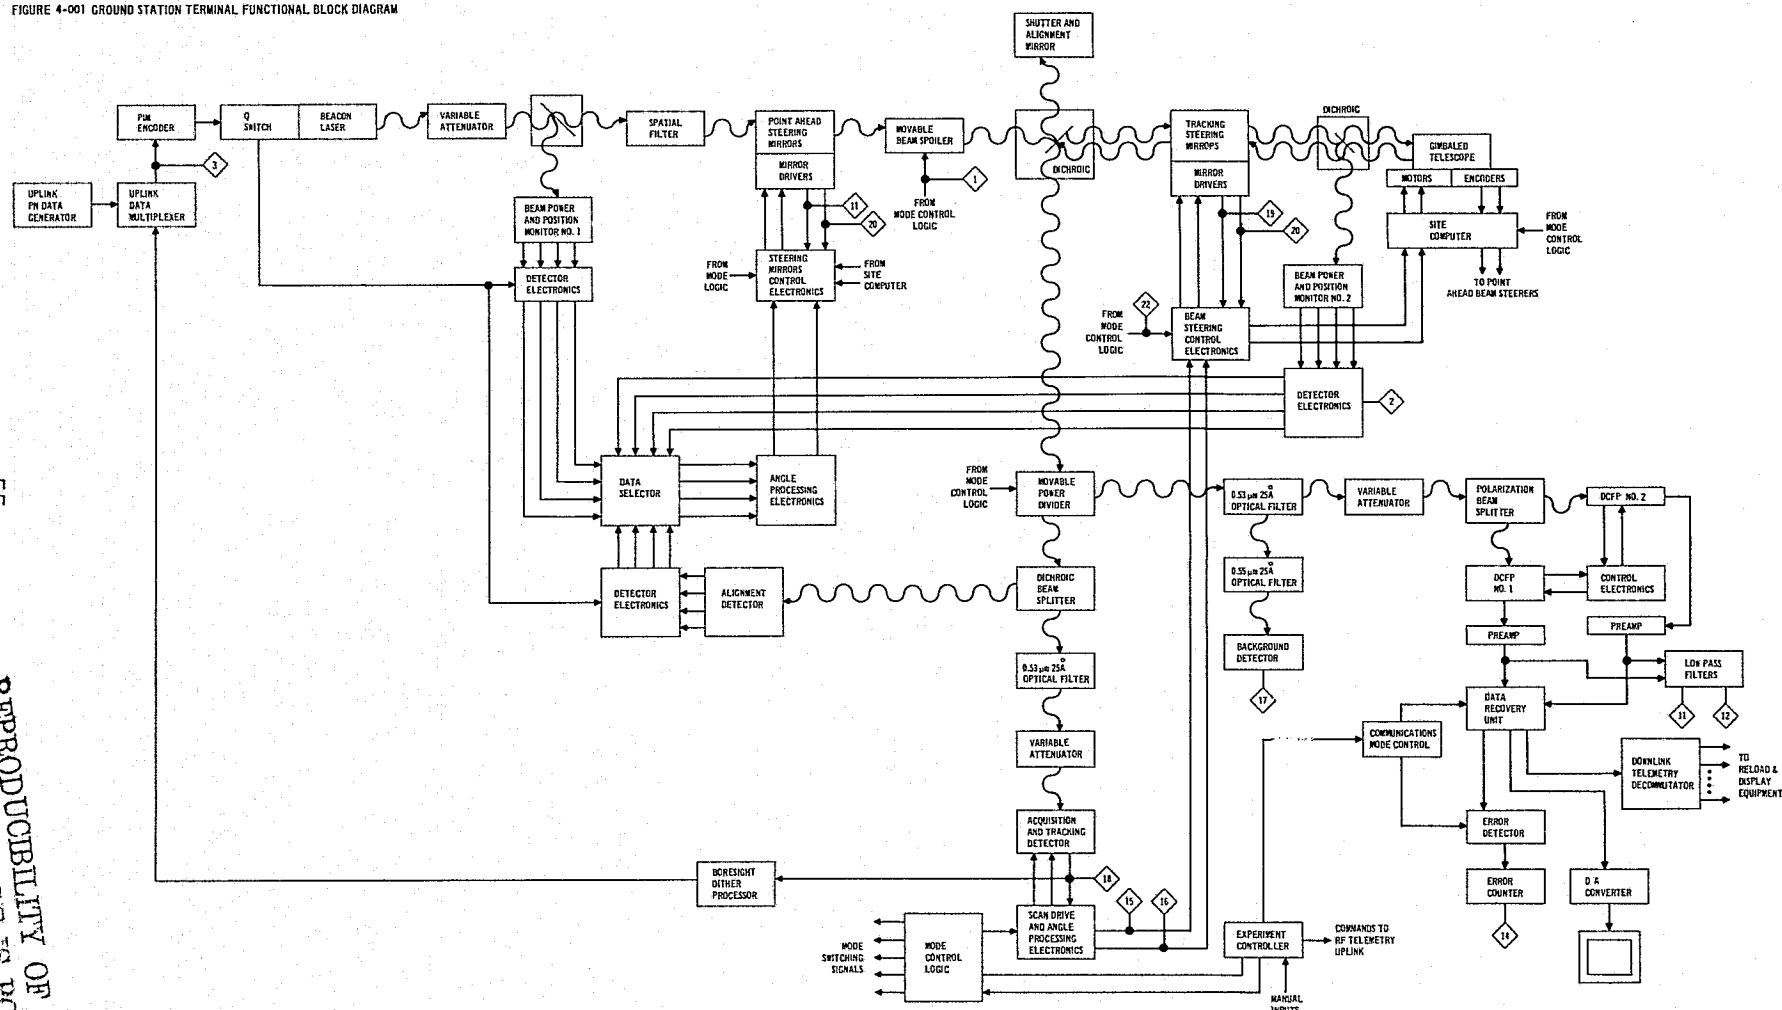 FIGURE 4-001 GROUND STATION TERMINAL FUNCTIONAL BLOCK DIAGRAM
SHUTTER AND
ALIGNMENT
MIRROR
PIM
ENCODER
Q
SWITCH
BEACON
LASER
VARIABLE
ATTENUATOR
SPATIAL
FILTER
POINT AHEAD
STEERING
MIRRORS
MIRROR
DRIVERS
MOVABLE
BEAM SPOILER
DICHROIC
TRACKING
STEERING
MIRRORS
MIRROR
DRIVERS
DICHROIC
GIMBALED
TELESCOPE
MOTORS
ENCODERS
3
UPLINK
PN DATA
GENERATOR
UPLINK
DATA
MULTIPLEXER
BEAM POWER
AND POSITION
MONITOR NO. 1
11
20
1
FROM
MODE CONTROL
LOGIC
19
20
SITE
COMPUTER
FROM
MODE
CONTROL
LOGIC
DETECTOR
ELECTRONICS
FROM
MODE
LOGIC
STEERING
MIRRORS
CONTROL
ELECTRONICS
FROM
SITE
COMPUTER
BEAM POWER
AND POSITION
MONITOR NO. 2
TO POINT
AHEAD BEAM STEERERS
22
FROM
MODE
CONTROL
LOGIC
BEAM
STEERING
CONTROL
ELECTRONICS
DETECTOR
ELECTRONICS
2
DATA
SELECTOR
ANGLE
PROCESSING
ELECTRONICS
FROM
MODE
CONTROL
LOGIC
MOVABLE
POWER
DIVIDER
0.53 μm 25Å
OPTICAL FILTER
VARIABLE
ATTENUATOR
POLARIZATION
BEAM
SPLITTER
DCFP NO. 2
DETECTOR
ELECTRONICS
ALIGNMENT
DETECTOR
DICHROIC
BEAM
SPLITTER
0.55 μm 25Å
OPTICAL FILTER
DCFP
NO. 1
CONTROL
ELECTRONICS
BACKGROUND
DETECTOR
PREAMP
PREAMP
0.53 μm 25Å
OPTICAL FILTER
17
LOW PASS
FILTERS
11
12
DATA
RECOVERY
UNIT
VARIABLE
ATTENUATOR
COMMUNICATIONS
MODE CONTROL
DOWNLINK
TELEMETRY
DECOMMUTATOR
TO
RELOAD &
DISPLAY
EQUIPMENT
ACQUISITION
AND TRACKING
DETECTOR
ERROR
DETECTOR
BORESIGHT
DITHER
PROCESSOR
18
15
16
ERROR
COUNTER
D/A
CONVERTER
14
MODE
SWITCHING
SIGNALS
MODE
CONTROL
LOGIC
SCAN DRIVE
AND ANGLE
PROCESSING
ELECTRONICS
EXPERIMENT
CONTROLLER
COMMANDS TO
RF TELEMETRY
UPLINK
MANUAL
INPUTS
REPRODUCIBILITY OF